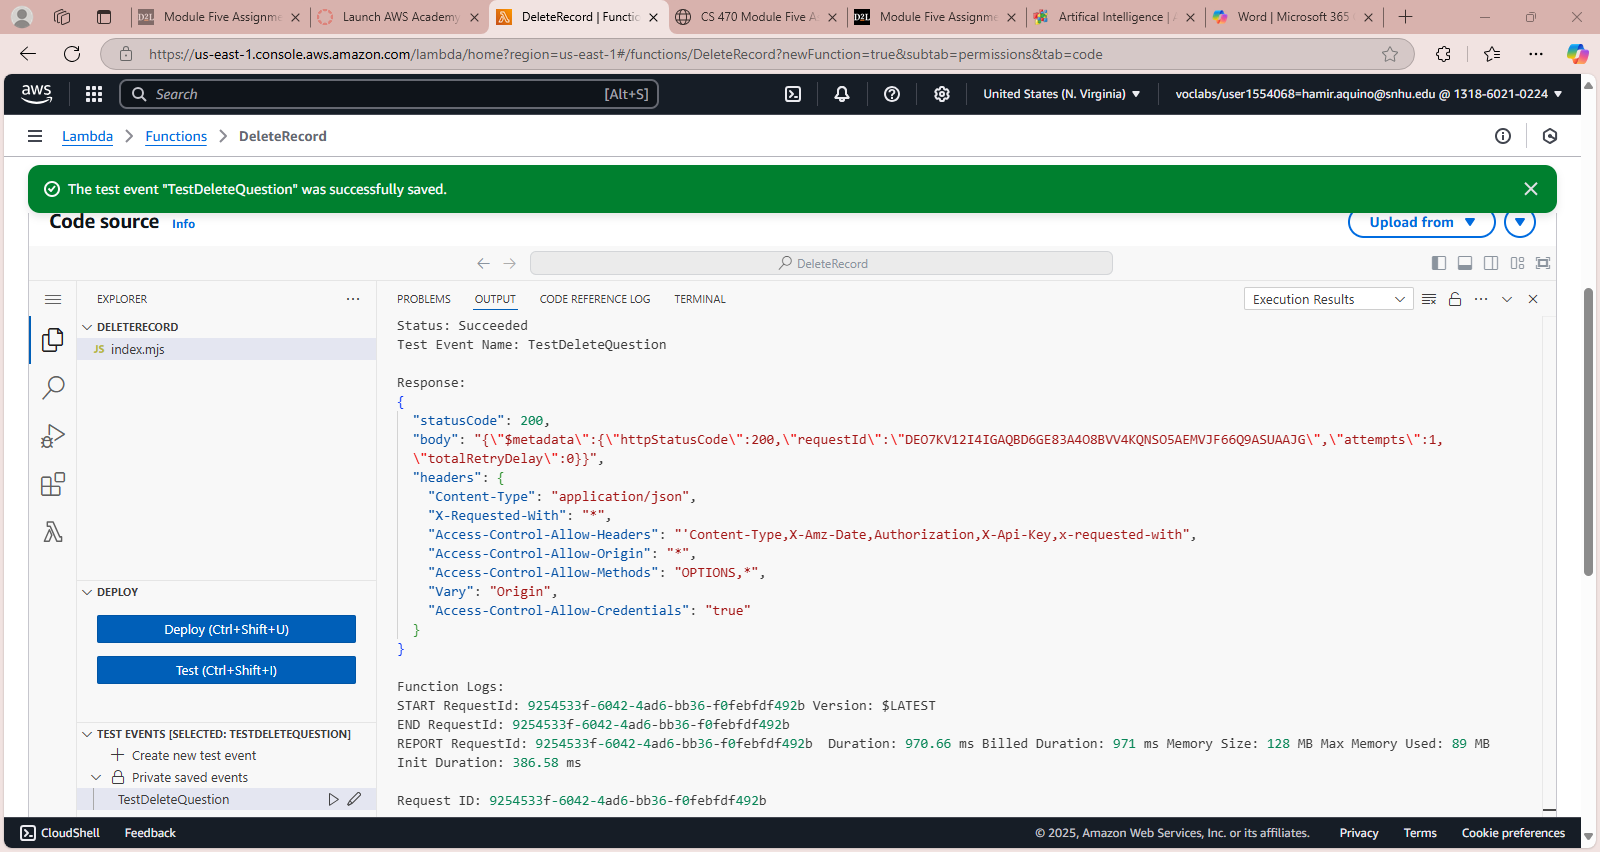 Module Five Assignme
Launch AWS Academy
DeleteRecord | Functio
CS 470 Module Five A
Module Five Assignme
Artifical Intelligence | A
Word | Microsoft 365
https://us-east-1.console.aws.amazon.com/lambda/home?region=us-east-1#/functions/DeleteRecord?newFunction=true&subtab=permissions&tab=code
aws
Search
[Alt+S]
United States (N. Virginia)
voclabs/user1554068=hamir.aquino@snhu.edu @ 1318-6021-0224
Lambda > Functions > DeleteRecord
The test event "TestDeleteQuestion" was successfully saved.
Code source Info
Upload from
DeleteRecord
EXPLORER
PROBLEMS OUTPUT CODE REFERENCE LOG TERMINAL
Execution Results
DELETERECORD
JS index.mjs
Status: Succeeded
Test Event Name: TestDeleteQuestion
Response:
{
"statusCode": 200,
"body": "{\"$metadata\":{\"httpStatusCode\":200,\"requestId\":\"DEO7KV12I4IGAQBD6GE83A4O8BVV4KQNSO5AEMVJF66Q9ASUAAJG\",\"attempts\":1,
\"totalRetryDelay\":0}}",
"headers": {
"Content-Type": "application/json",
"X-Requested-With": "*",
"Access-Control-Allow-Headers": "'Content-Type,X-Amz-Date,Authorization,X-Api-Key,x-requested-with",
"Access-Control-Allow-Origin": "*",
"Access-Control-Allow-Methods": "OPTIONS,*",
"Vary": "Origin",
"Access-Control-Allow-Credentials": "true"
}
}
Function Logs:
START RequestId: 9254533f-6042-4ad6-bb36-f0febfdf492b Version: $LATEST
END RequestId: 9254533f-6042-4ad6-bb36-f0febfdf492b
REPORT RequestId: 9254533f-6042-4ad6-bb36-f0febfdf492b Duration: 970.66 ms Billed Duration: 971 ms Memory Size: 128 MB Max Memory Used: 89 MB
Init Duration: 386.58 ms
Request ID: 9254533f-6042-4ad6-bb36-f0febfdf492b
DEPLOY
Deploy (Ctrl+Shift+U)
Test (Ctrl+Shift+I)
TEST EVENTS [SELECTED: TESTDELETEQUESTION]
Create new test event
Private saved events
TestDeleteQuestion
CloudShell Feedback
© 2025, Amazon Web Services, Inc. or its affiliates. Privacy Terms Cookie preferences